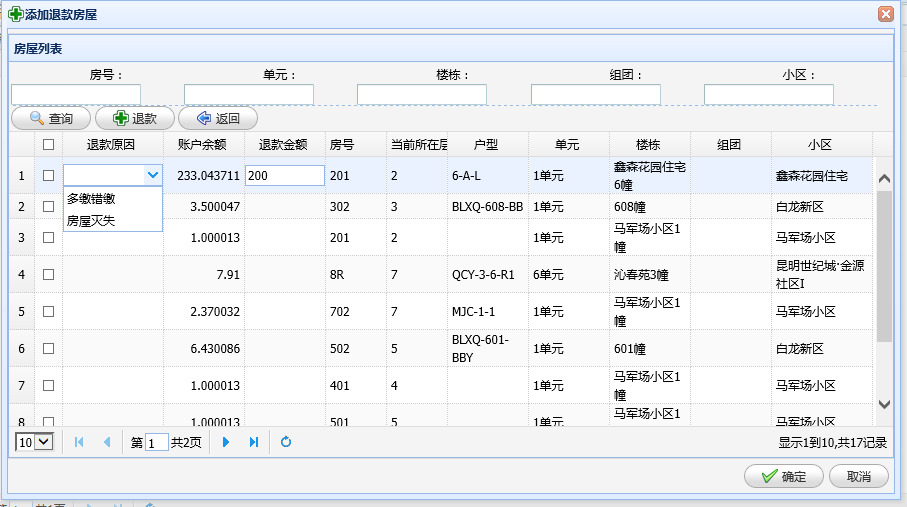 添加退款房屋
房屋列表
房号： 单元： 楼栋： 组团： 小区：
查询 退款 返回
退款原因 账户余额 退款金额 房号 当前所在层 户型 单元 楼栋 组团 小区
1 233.043711 200 201 2 6-A-L 1单元 鑫森花园住宅6幢 鑫森花园住宅
多缴错缴
房屋灭失
2 3.500047 302 3 BLXQ-608-BB 1单元 608幢 白龙新区
3 1.000013 201 2 1单元 马军场小区1幢 马军场小区
4 7.91 8R 7 QCY-3-6-R1 6单元 沁春苑3幢 昆明世纪城·金源社区I
5 2.370032 702 7 MJC-1-1 1单元 马军场小区1幢 马军场小区
6 6.430086 502 5 BLXQ-601-BBY 1单元 601幢 白龙新区
7 1.000013 401 4 1单元 马军场小区1幢 马军场小区
8 1.000013 501 5 1单元 马军场小区1 马军场小区
10 第 1 共2页 显示1到10,共17记录
确定 取消